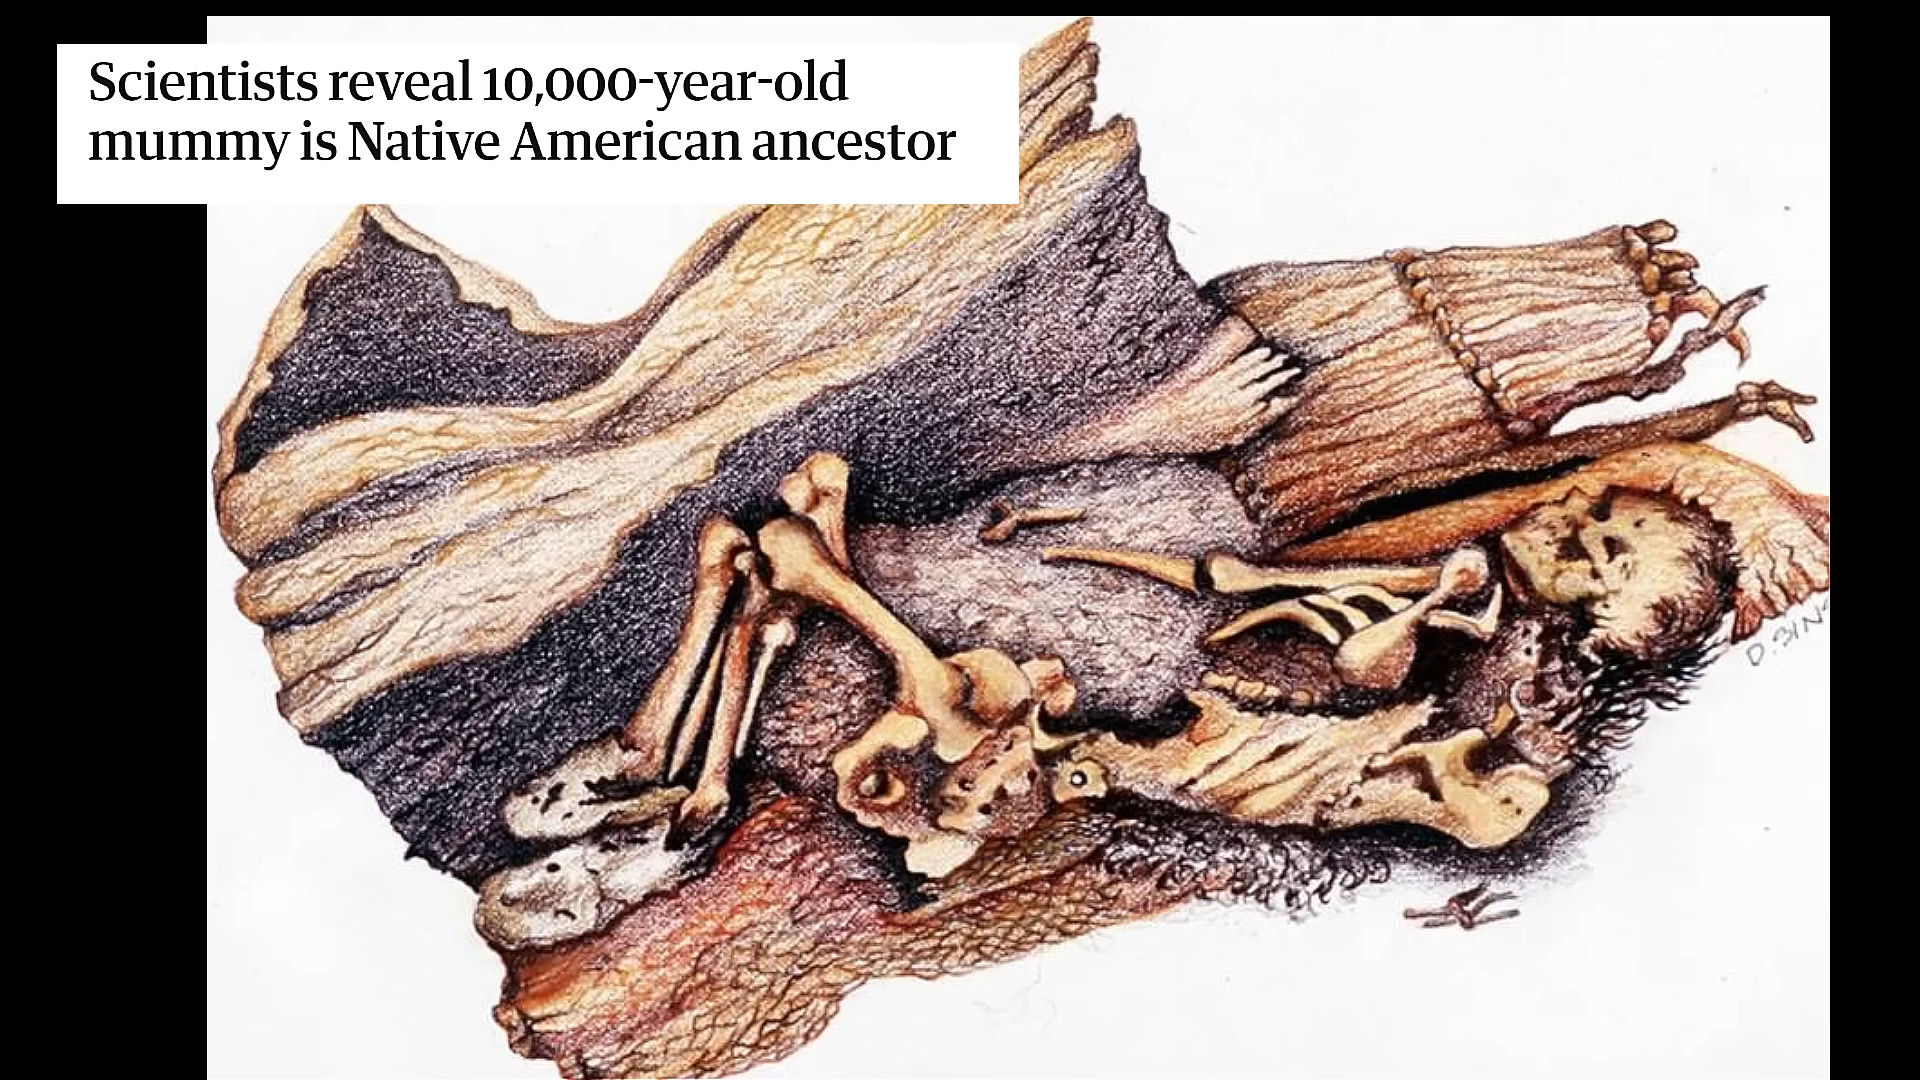 Scientists reveal 10,000-year-old
mummy is Native American ancestor